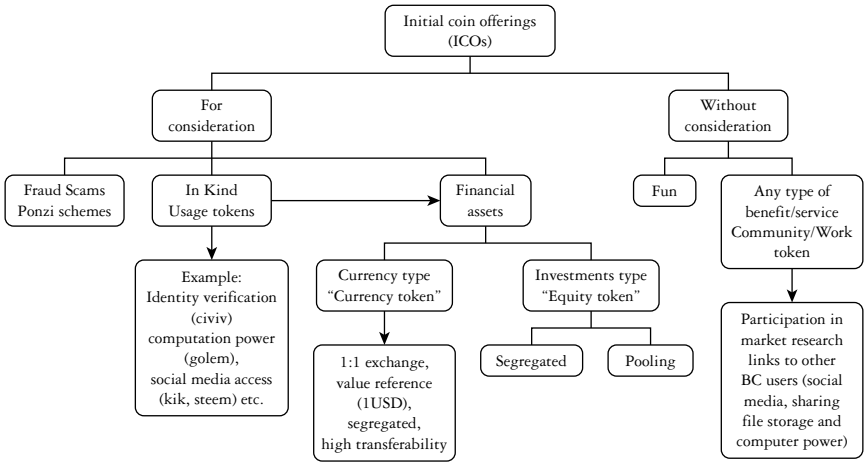 Initial coin offerings
(ICOs)
For
consideration
Without
consideration
Fraud Scams
Ponzi schemes
In Kind
Usage tokens
Financial
assets
Fun
Any type of
benefit/service
Community/Work
token
Example:
Identity verification
(civiv)
computation power
(golem),
social media access
(kik, steem) etc.
Currency type
“Currency token”
Investments type
“Equity token”
1:1 exchange,
value reference
(1USD),
segregated,
high transferability
Segregated
Pooling
Participation in
market research
links to other
BC users (social
media, sharing
file storage and
computer power)